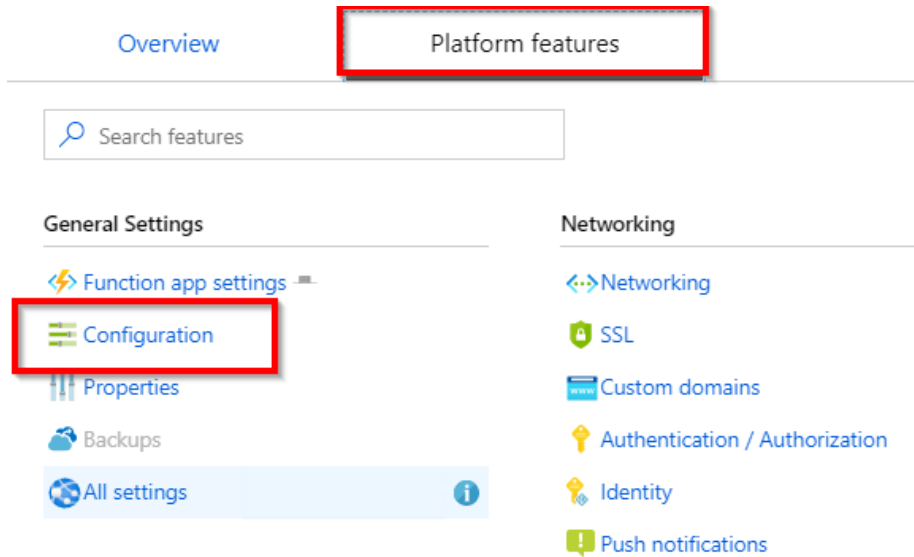 Overview
Platform features
Search features
General Settings
Function app settings
Configuration
Properties
Backups
All settings
Networking
Networking
SSL
www
Custom domains
Authentication / Authorization
Identity
Push notifications